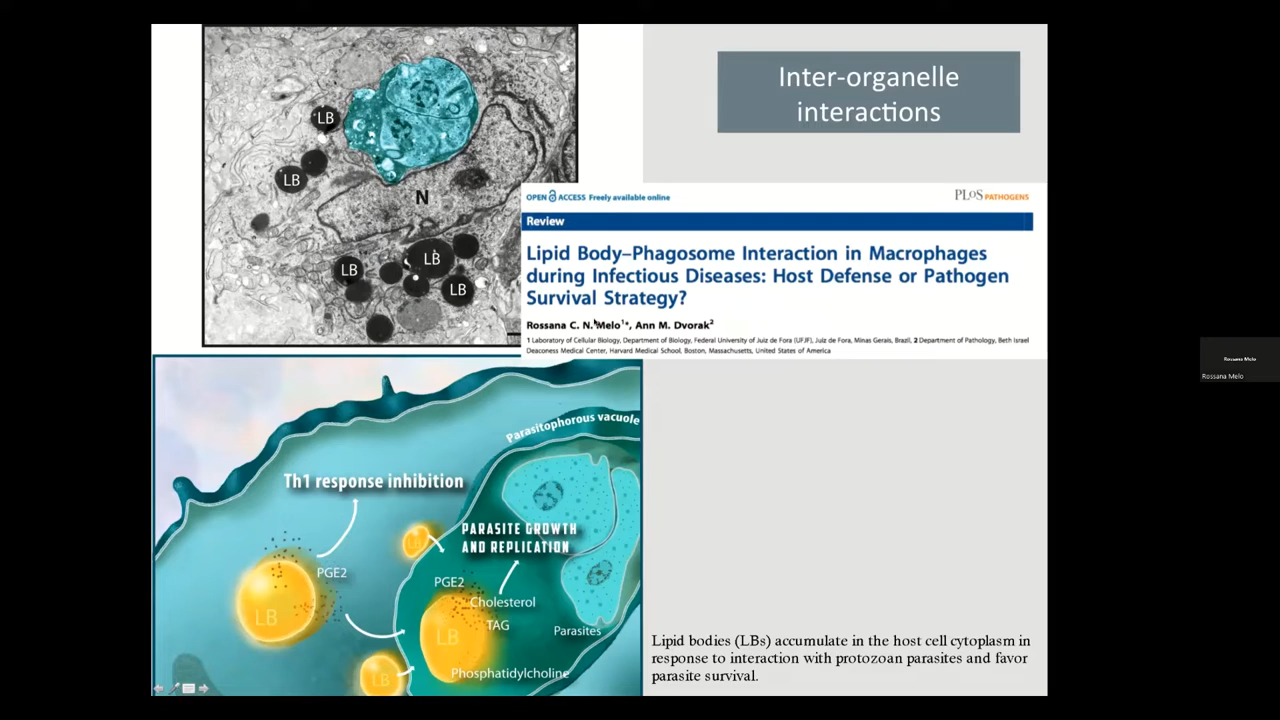 Inter-organelle
interactions
LB
LB
N
LB
LB
LB
OPEN ACCESS Freely available online
PLoS PATHOGENS
Review
Lipid Body–Phagosome Interaction in Macrophages
during Infectious Diseases: Host Defense or Pathogen
Survival Strategy?
Rossana C. N. Melo1*, Ann M. Dvorak2
1 Laboratory of Cellular Biology, Department of Biology, Federal University of Juiz de Fora (UFJF), Juiz de Fora, Minas Gerais, Brazil, 2 Department of Pathology, Beth Israel
Deaconess Medical Center, Harvard Medical School, Boston, Massachusetts, United States of America
Rossana Melo
Rossana Melo
Parasitophorous vacuole
Th1 response inhibition
PARASITE GROWTH
AND REPLICATION
LB
PGE2
PGE2
Cholesterol
LB
TAG
LB
Parasites
Phosphatidylcholine
LB
Lipid bodies (LBs) accumulate in the host cell cytoplasm in
response to interaction with protozoan parasites and favor
parasite survival.